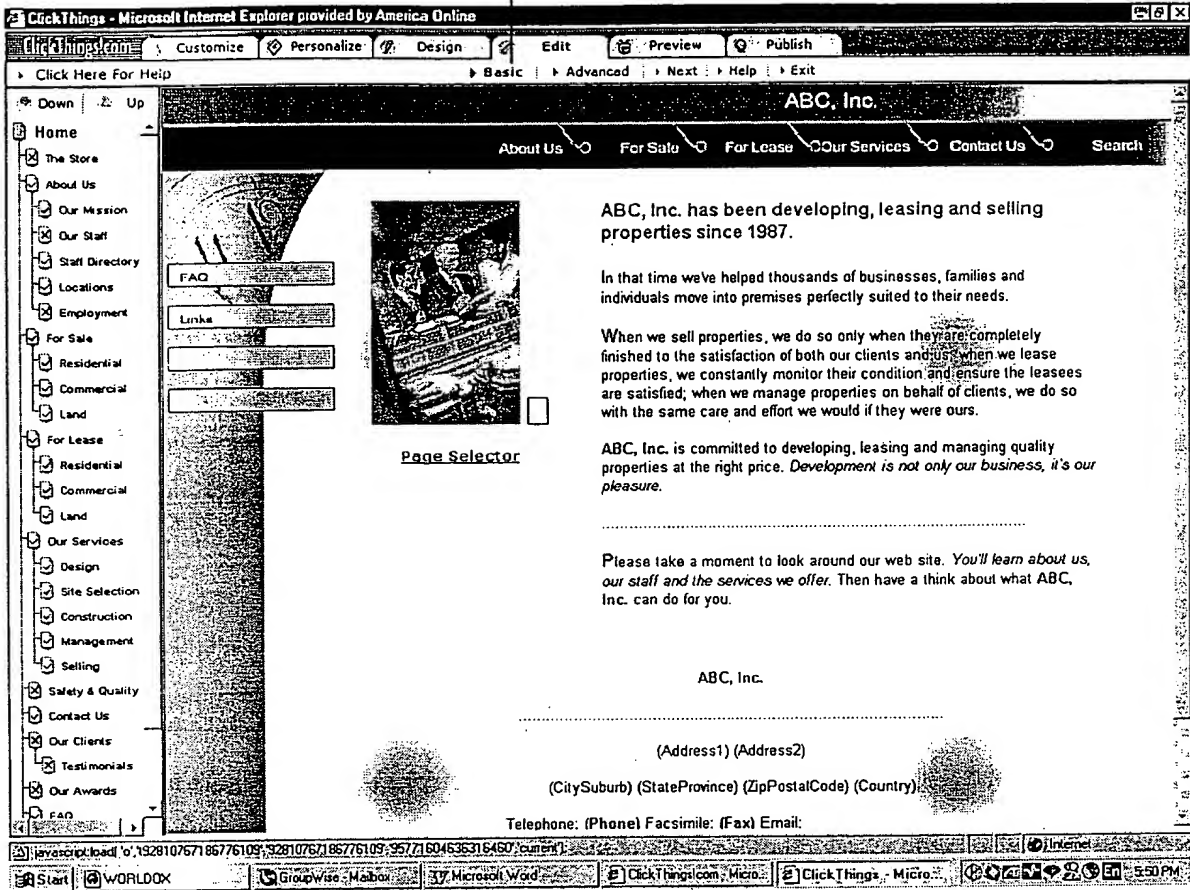 ClickThings - Microsoft Internet Explorer provided by America Online
ClickThings.com Customize Personalize Design Edit Preview Publish
Click Here For Help Basic Advanced Next Help Exit
Down Up
Home
The Store
About Us
Our Mission
Our Staff
Staff Directory
Locations
Employment
For Sale
Residential
Commercial
Land
For Lease
Residential
Commercial
Land
Our Services
Design
Site Selection
Construction
Management
Selling
Safety & Quality
Contact Us
Our Clients
Testimonials
Our Awards
FAQ
ABC, Inc.
About Us For Sale For Lease Our Services Contact Us Search
FAQ
Links
Page Selector
ABC, Inc. has been developing, leasing and selling
properties since 1987.
In that time we've helped thousands of businesses, families and
individuals move into premises perfectly suited to their needs.
When we sell properties, we do so only when they are completely
finished to the satisfaction of both our clients and us; when we lease
properties, we constantly monitor their condition and ensure the leasees
are satisfied; when we manage properties on behalf of clients, we do so
with the same care and effort we would if they were ours.
ABC, Inc. is committed to developing, leasing and managing quality
properties at the right price. Development is not only our business, it's our
pleasure.
Please take a moment to look around our web site. You'll learn about us,
our staff and the services we offer. Then have a think about what ABC,
Inc. can do for you.
ABC, Inc.
(Address1) (Address2)
(CitySuburb) (StateProvince) (ZipPostalCode) (Country)
Telephone: (Phone) Facsimile: (Fax) Email:
Internet
Start WORLDOX GroupWise - Mailbox Microsoft Word ClickThings.com - Micro... ClickThings - Micro... En 5:50 PM